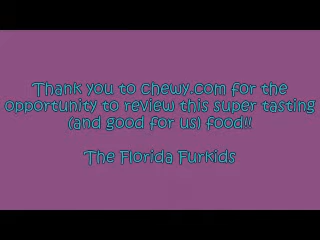 Thank you to chewy.com for the
opportunity to review this super tasting
(and good for us) food!!
The Florida Furkids